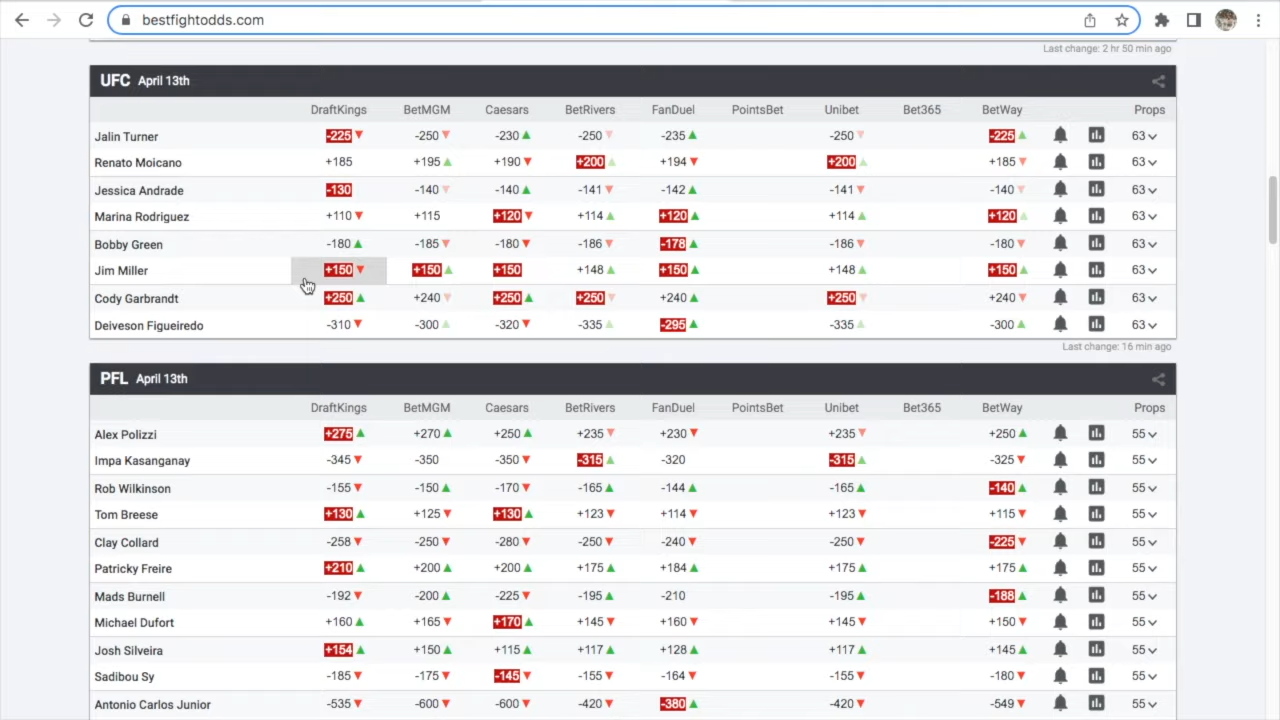 bestfightodds.com
Last change: 2 hr 50 min ago
UFC April 13th
DraftKings BetMGM Caesars BetRivers FanDuel PointsBet Unibet Bet365 BetWay Props
Jalin Turner -225▼ -250▼ -230▲ -250▼ -235▲ -250▼ -225▲ 63
Renato Moicano +185 +195▲ +190▼ +200▲ +194▼ +200▲ +185▼ 63
Jessica Andrade -130 -140▼ -140▲ -141▼ -142▲ -141▼ -140▼ 63
Marina Rodriguez +110▼ +115 +120▼ +114▲ +120▲ +114▲ +120▲ 63
Bobby Green -180▲ -185▼ -180▼ -186▼ -178▲ -186▼ -180▼ 63
Jim Miller +150▼ +150▲ +150 +148▲ +150▲ +148▲ +150▲ 63
Cody Garbrandt +250▲ +240▼ +250▲ +250▼ +240▲ +250▼ +240▼ 63
Deiveson Figueiredo -310▼ -300▲ -320▼ -335▲ -295▲ -335▲ -300▲ 63
Last change: 16 min ago
PFL April 13th
DraftKings BetMGM Caesars BetRivers FanDuel PointsBet Unibet Bet365 BetWay Props
Alex Polizzi +275▲ +270▲ +250▲ +235▼ +230▼ +235▼ +250▲ 55
Impa Kasanganay -345▼ -350 -350▼ -315▲ -320 -315▲ -325▼ 55
Rob Wilkinson -155▼ -150▲ -170▼ -165▲ -144▲ -165▲ -140▲ 55
Tom Breese +130▲ +125▼ +130▲ +123▼ +114▼ +123▼ +115▼ 55
Clay Collard -258▼ -250▼ -280▼ -250▼ -240▼ -250▼ -225▼ 55
Patricky Freire +210▲ +200▲ +200▲ +175▲ +184▲ +175▲ +175▲ 55
Mads Burnell -192▼ -200▲ -225▼ -195▲ -210 -195▲ -188▲ 55
Michael Dufort +160▲ +165▼ +170▲ +145▼ +160▼ +145▼ +150▼ 55
Josh Silveira +154▲ +150▲ +115▲ +117▲ +128▲ +117▲ +145▲ 55
Sadibou Sy -185▼ -175▼ -145▼ -155▼ -164▼ -155▼ -180▼ 55
Antonio Carlos Junior -535▼ -600▼ -600▼ -420▼ -380▲ -420▼ -549▼ 55